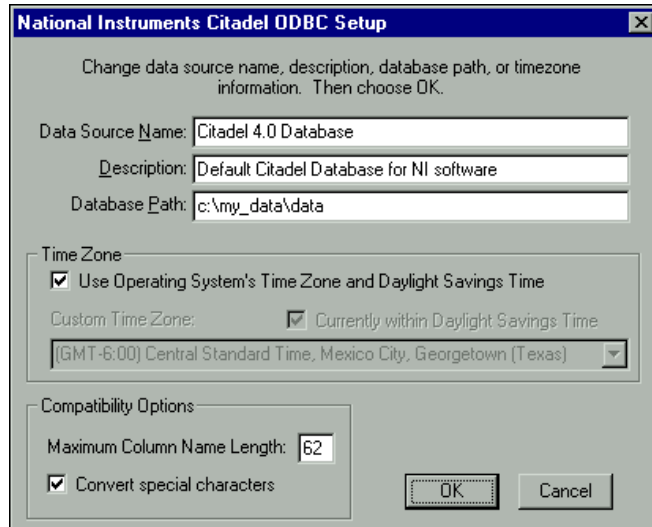 National Instruments Citadel ODBC Setup
Change data source name, description, database path, or timezone
information. Then choose OK.
Data Source Name: Citadel 4.0 Database
Description: Default Citadel Database for NI software
Database Path: c:\my_data\data
Time Zone
Use Operating System's Time Zone and Daylight Savings Time
Custom Time Zone: Currently within Daylight Savings Time
(GMT-6:00) Central Standard Time, Mexico City, Georgetown (Texas)
Compatibility Options
Maximum Column Name Length: 62
Convert special characters
OK Cancel